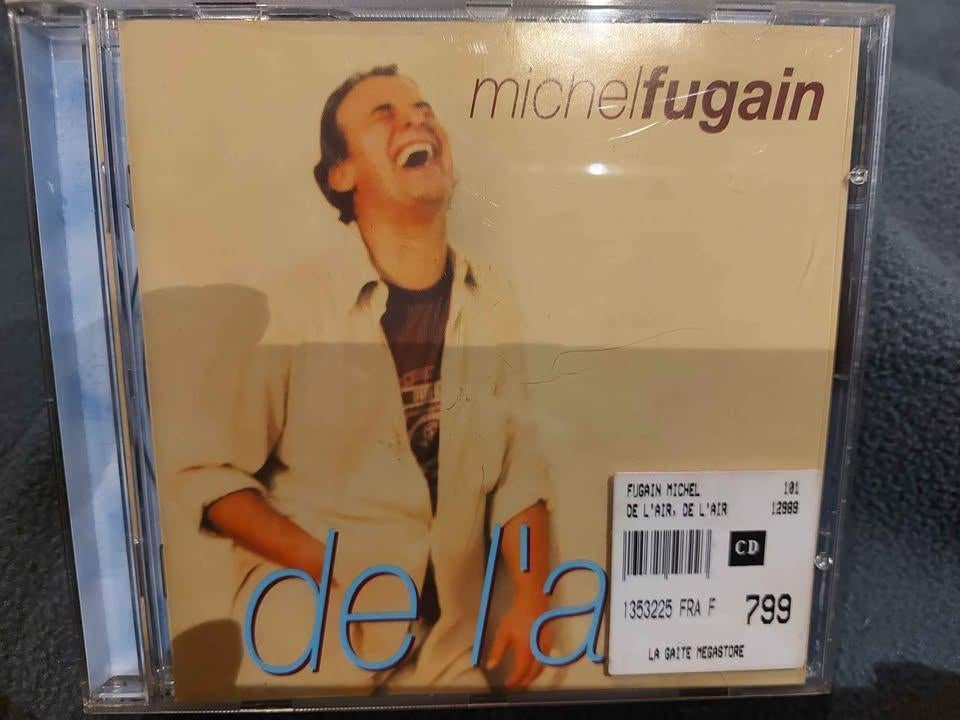 michelfugain
FUGAIN MICHEL 101
DE L'AIR, DE L'AIR 12989
CD
1353225 FRA F 799
LA GAITE MEGASTORE
de l'a